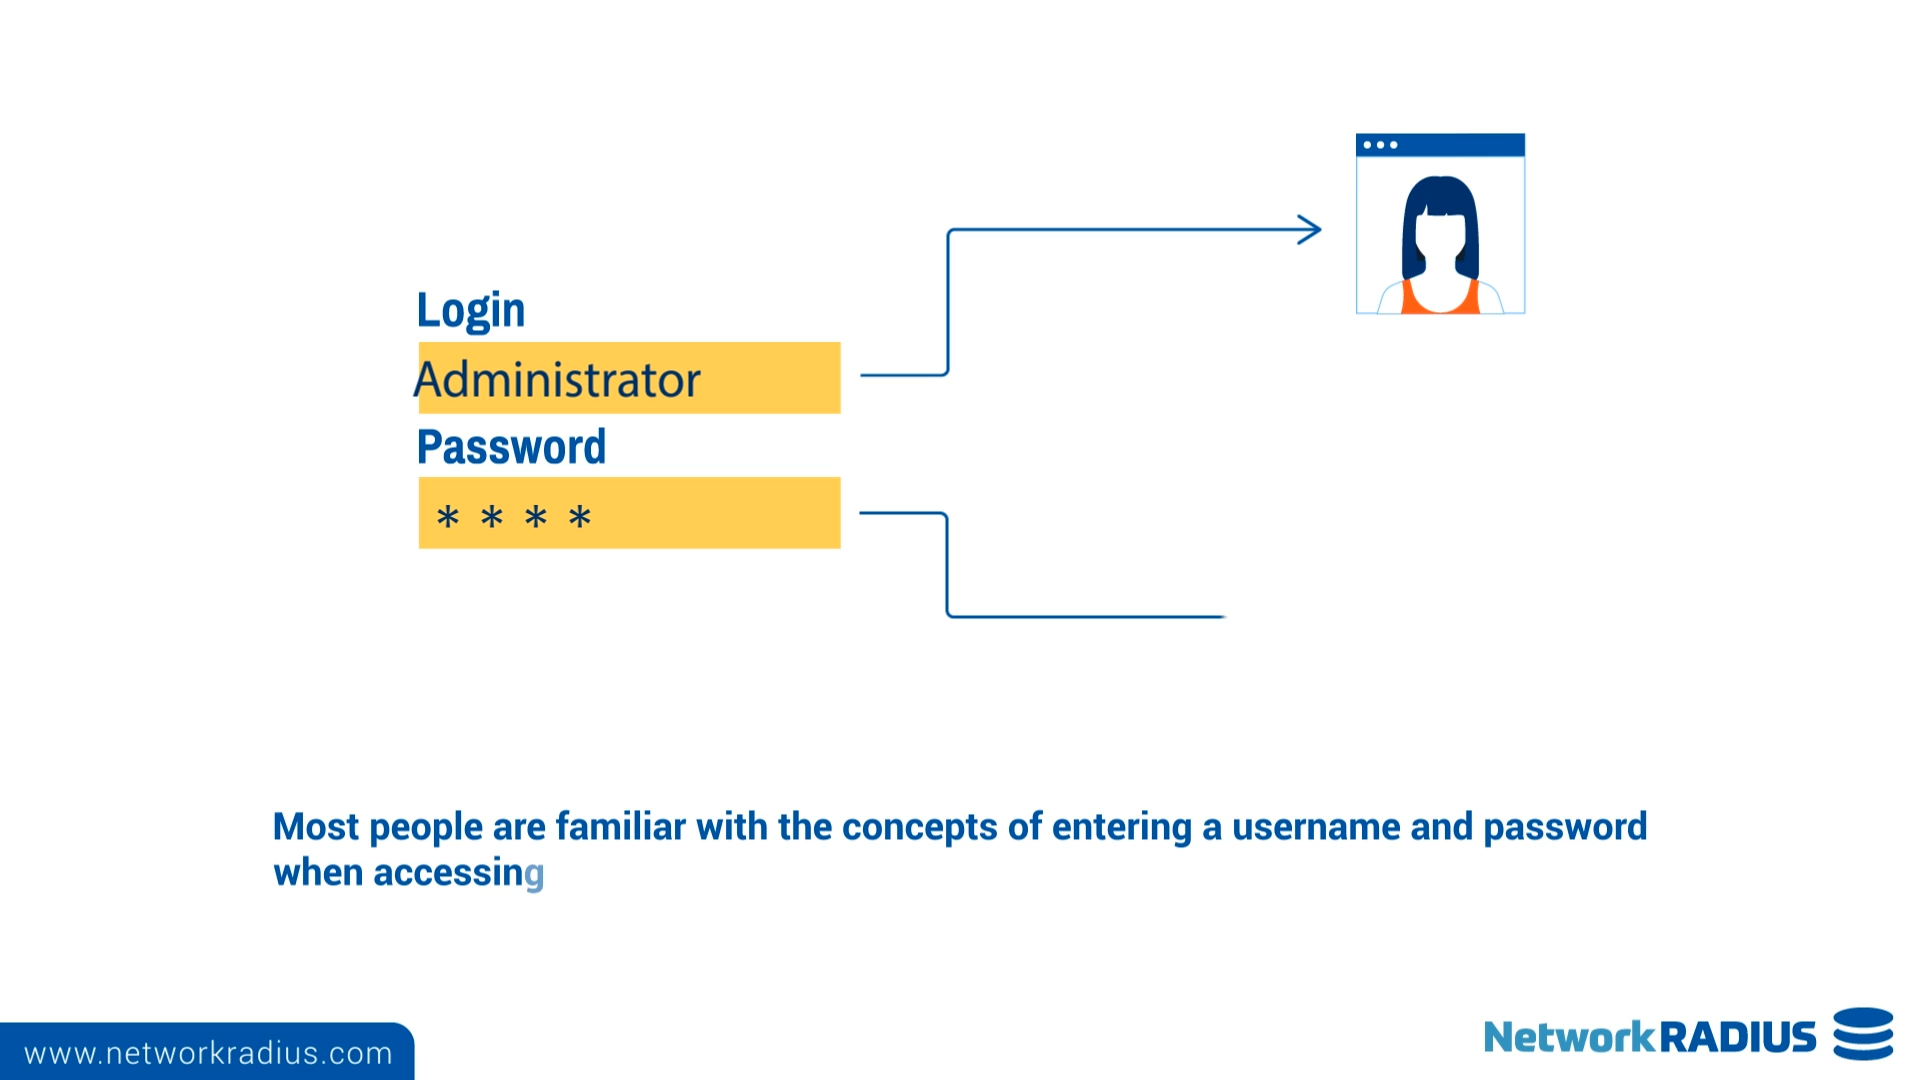 Login
Administrator
Password
* * * *
Most people are familiar with the concepts of entering a username and password
when accessing
www.networkradius.com
NetworkRADIUS